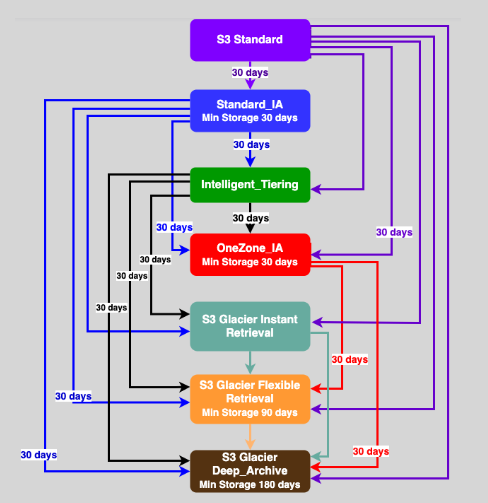 S3 Standard
30 days
Standard_IA
Min Storage 30 days
30 days
Intelligent_Tiering
30 days
30 days
30 days
OneZone_IA
Min Storage 30 days
30 days
30 days
30 days
S3 Glacier Instant
Retrieval
30 days
S3 Glacier Flexible
Retrieval
Min Storage 90 days
30 days
30 days
30 days
S3 Glacier
Deep_Archive
Min Storage 180 days